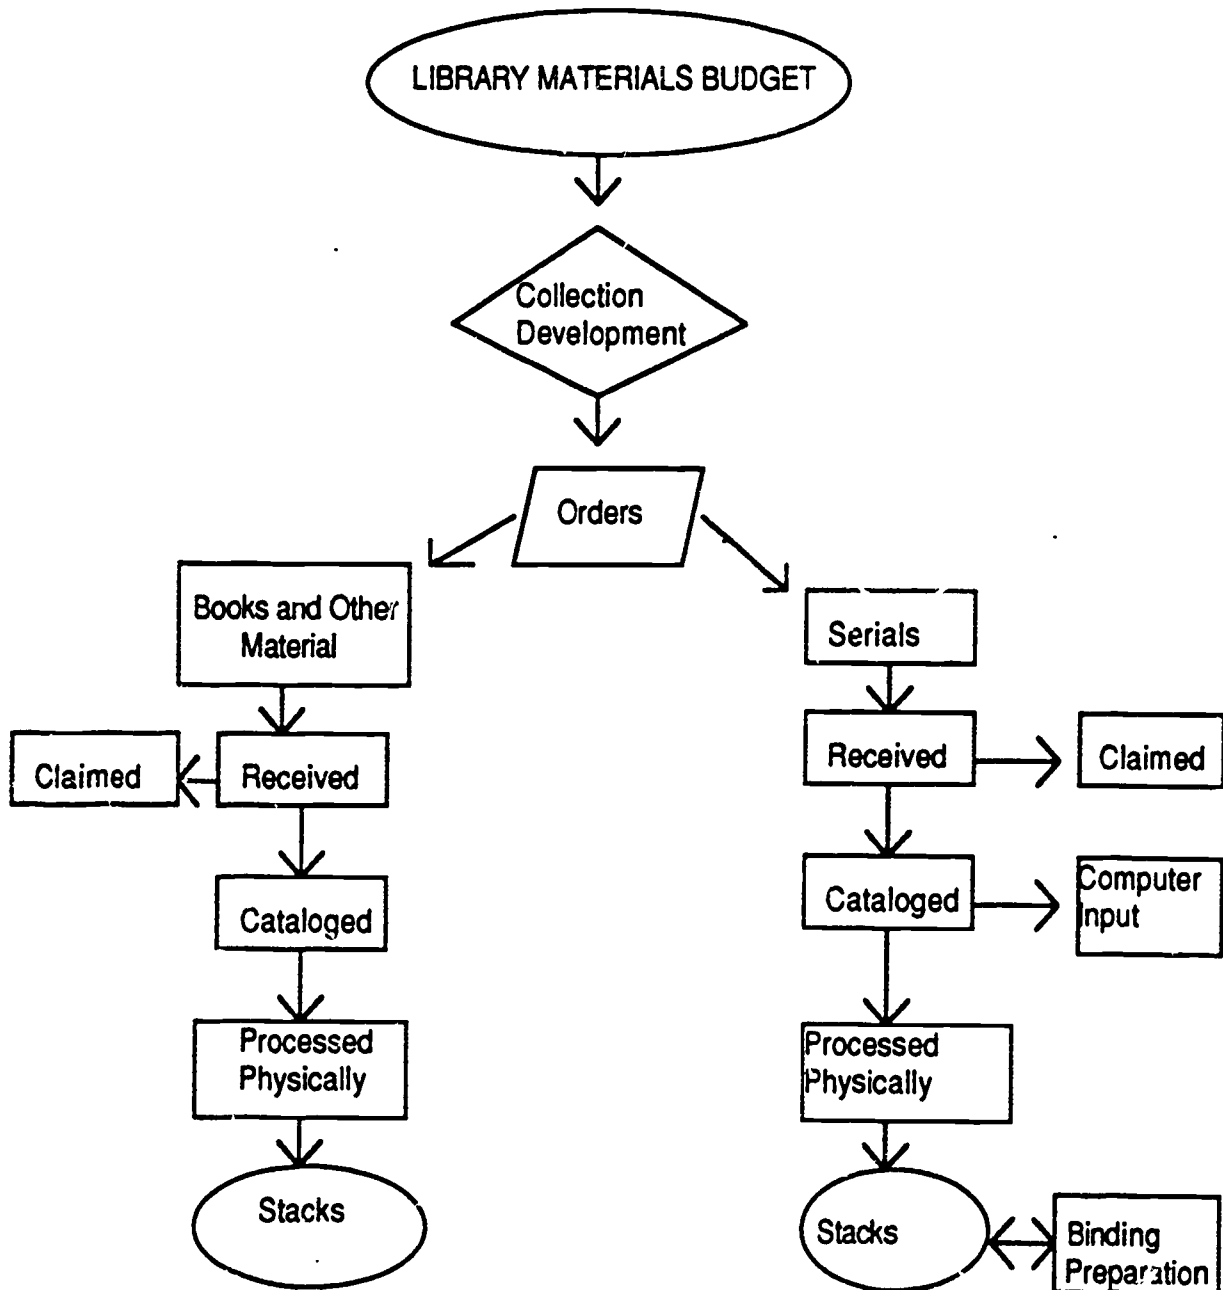 LIBRARY MATERIALS BUDGET
Collection
Development
Orders
Books and Other
Material
Received
Claimed
Cataloged
Processed
Physically
Stacks
Serials
Received
Claimed
Cataloged
Computer
Input
Processed
Physically
Stacks
Binding
Preparation